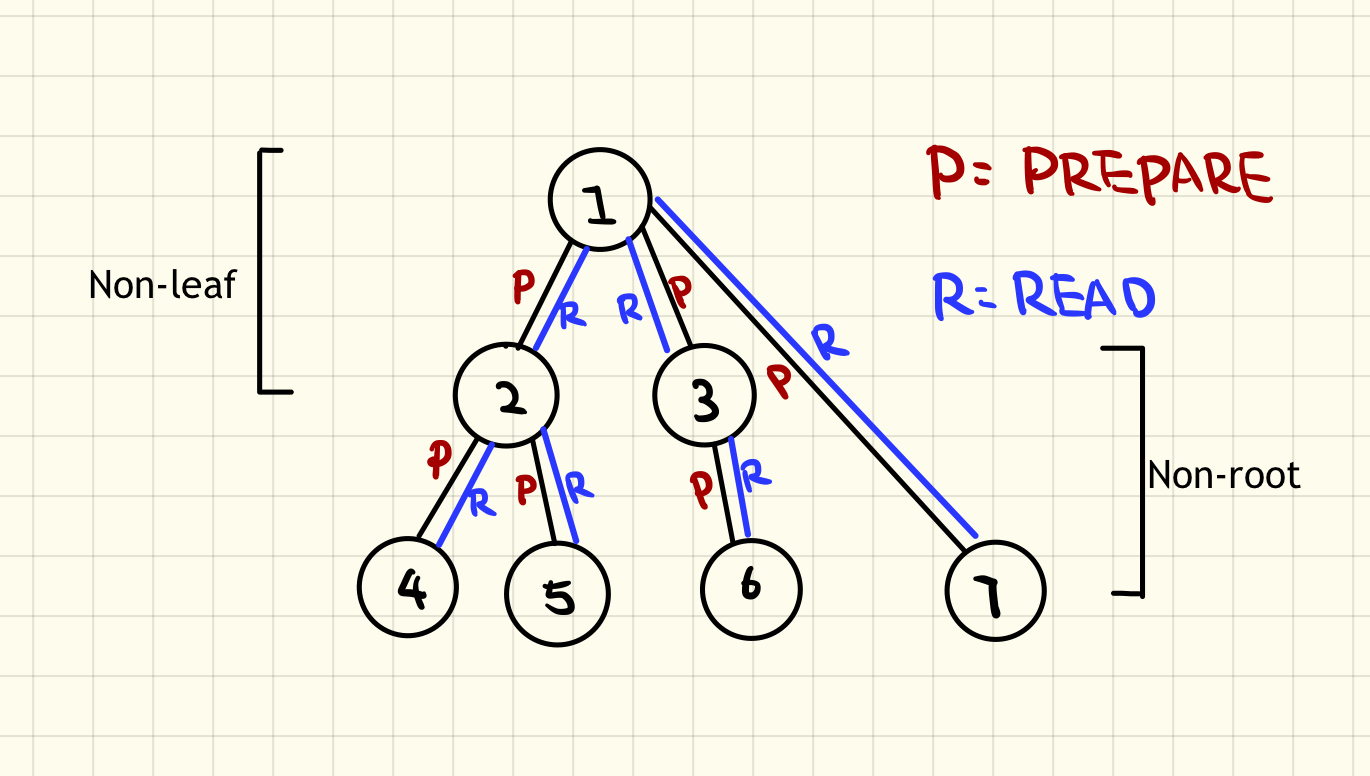 1
P = PREPARE
Non-leaf
P
R
R
P
R = READ
R
P
2
3
P
R
P
R
P
R
Non-root
4
5
6
7